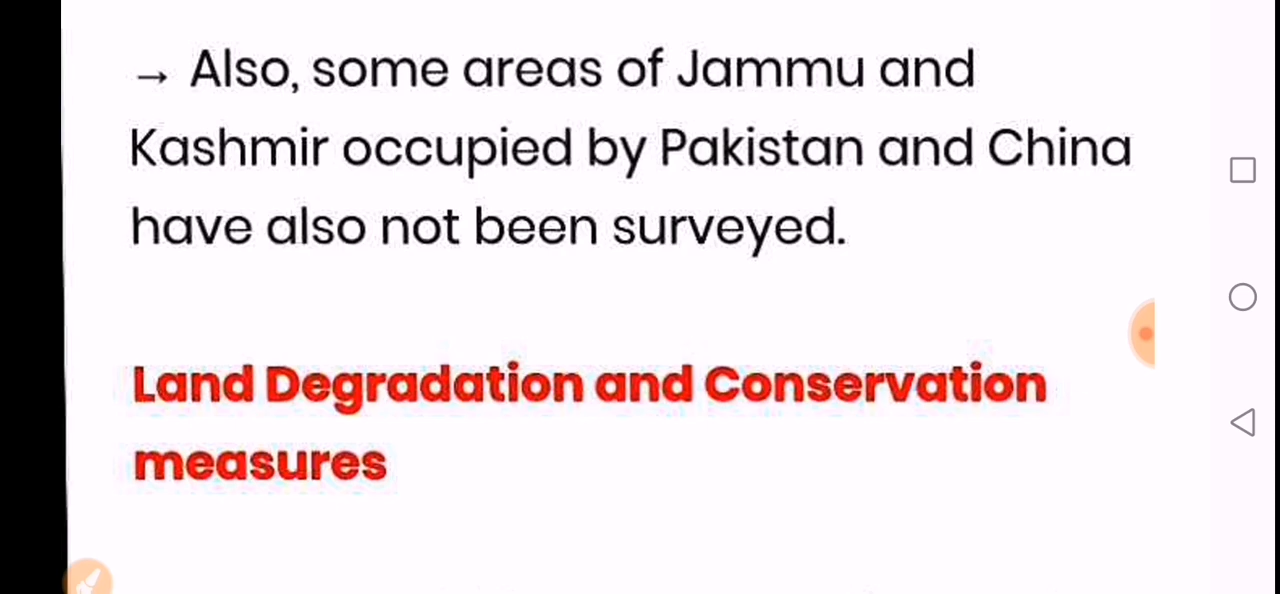 → Also, some areas of Jammu and
Kashmir occupied by Pakistan and China
have also not been surveyed.
Land Degradation and Conservation
measures